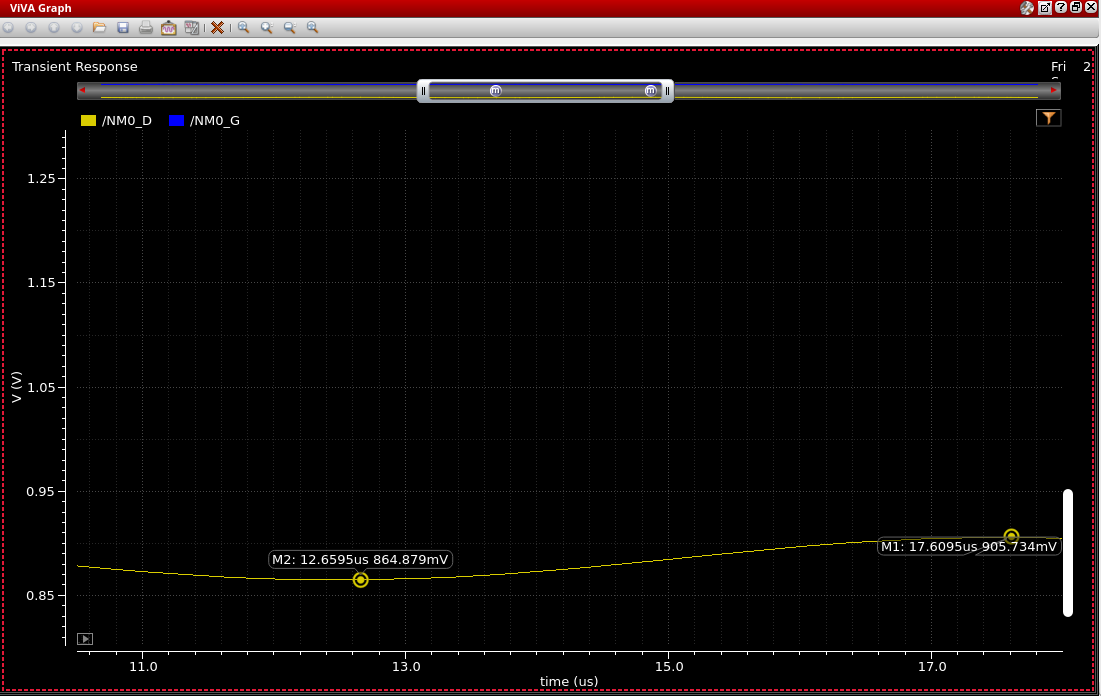 ViVA Graph
Transient Response
Fri 2
/NM0_D /NM0_G
1.25
1.15
1.05
0.95
0.85
V (V)
M2: 12.6595us 864.879mV
M1: 17.6095us 905.734mV
11.0 13.0 15.0 17.0
time (us)